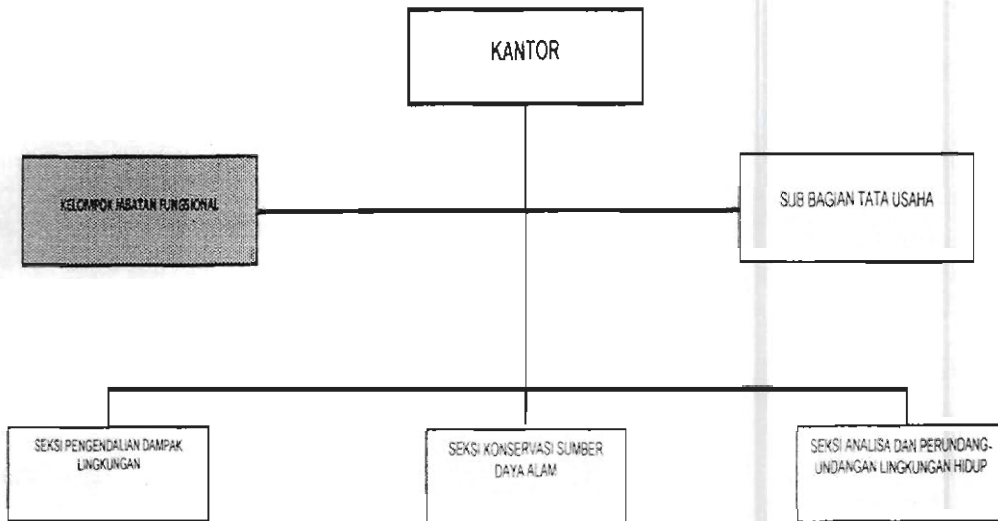 KANTOR
KELOMPOK JABATAN FUNGSIONAL
SUB BAGIAN TATA USAHA
SEKSI PENGENDALIAN DAMPAK
LINGKUNGAN
SEKSI KONSERVASI SUMBER
DAYA ALAM
SEKSI ANALISA DAN PERUNDANG-
UNDANGAN LINGKUNGAN HIDUP